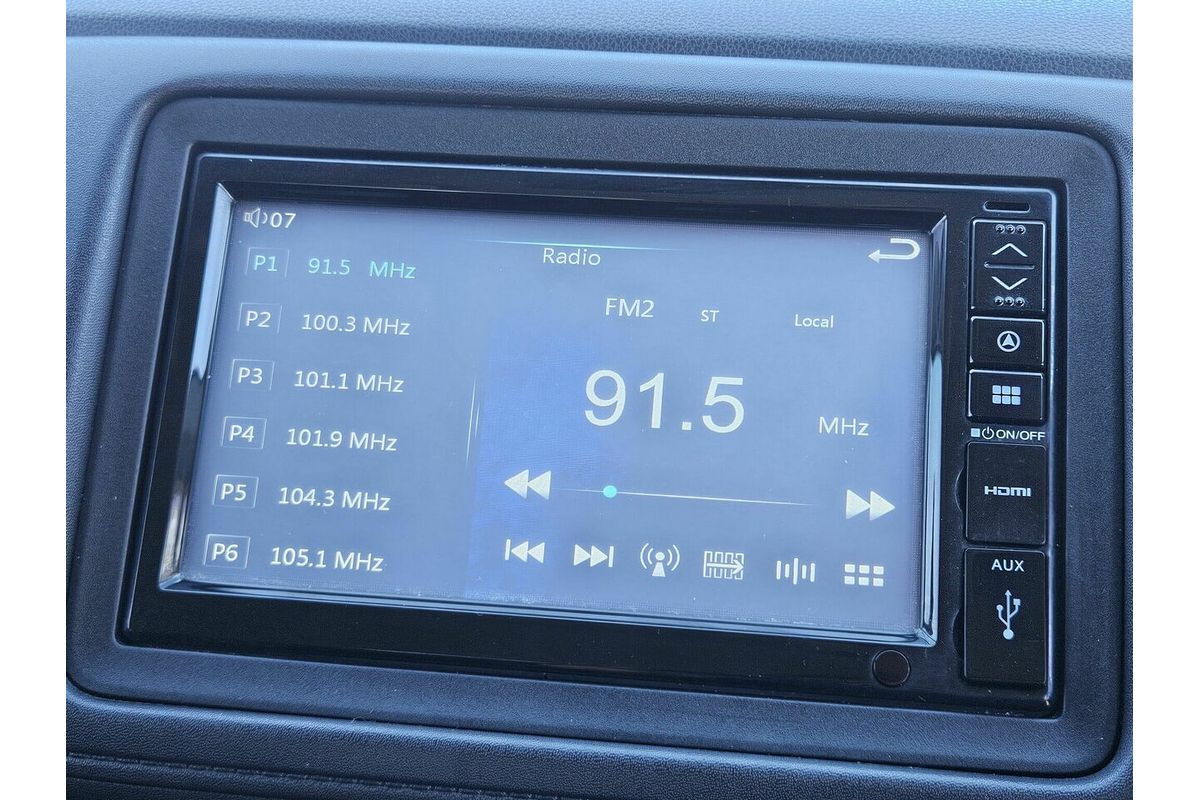 07
Radio
P1 91.5 MHz
P2 100.3 MHz
P3 101.1 MHz
P4 101.9 MHz
P5 104.3 MHz
P6 105.1 MHz
FM2 ST Local
91.5 MHz
ON/OFF
HDMI
AUX